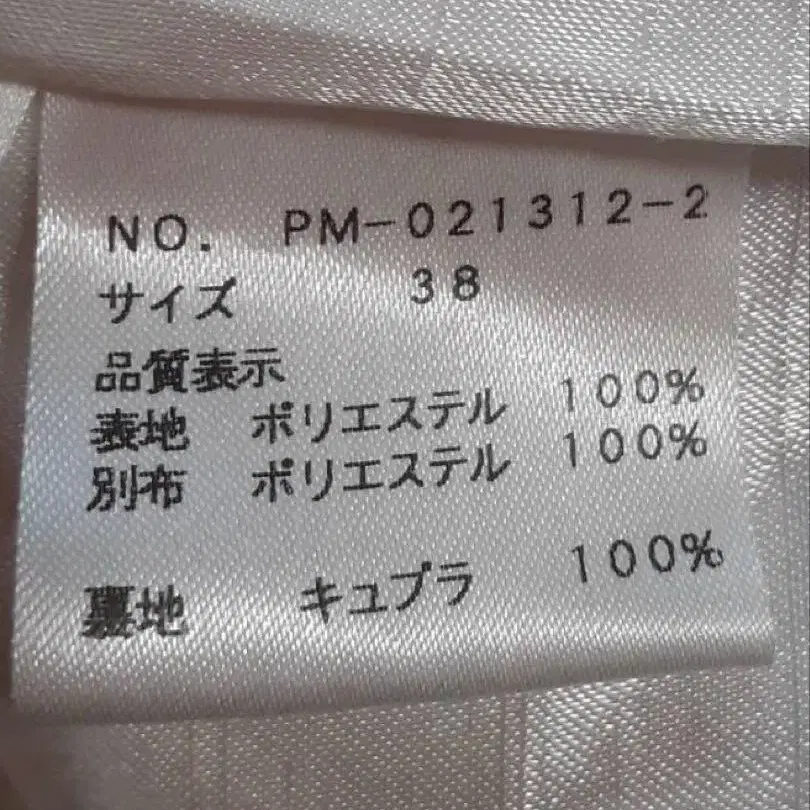 NO. PM-021312-2
サイズ 38
品質表示
表地 ポリエステル 100%
別布 ポリエステル 100%
裏地 キュプラ 100%